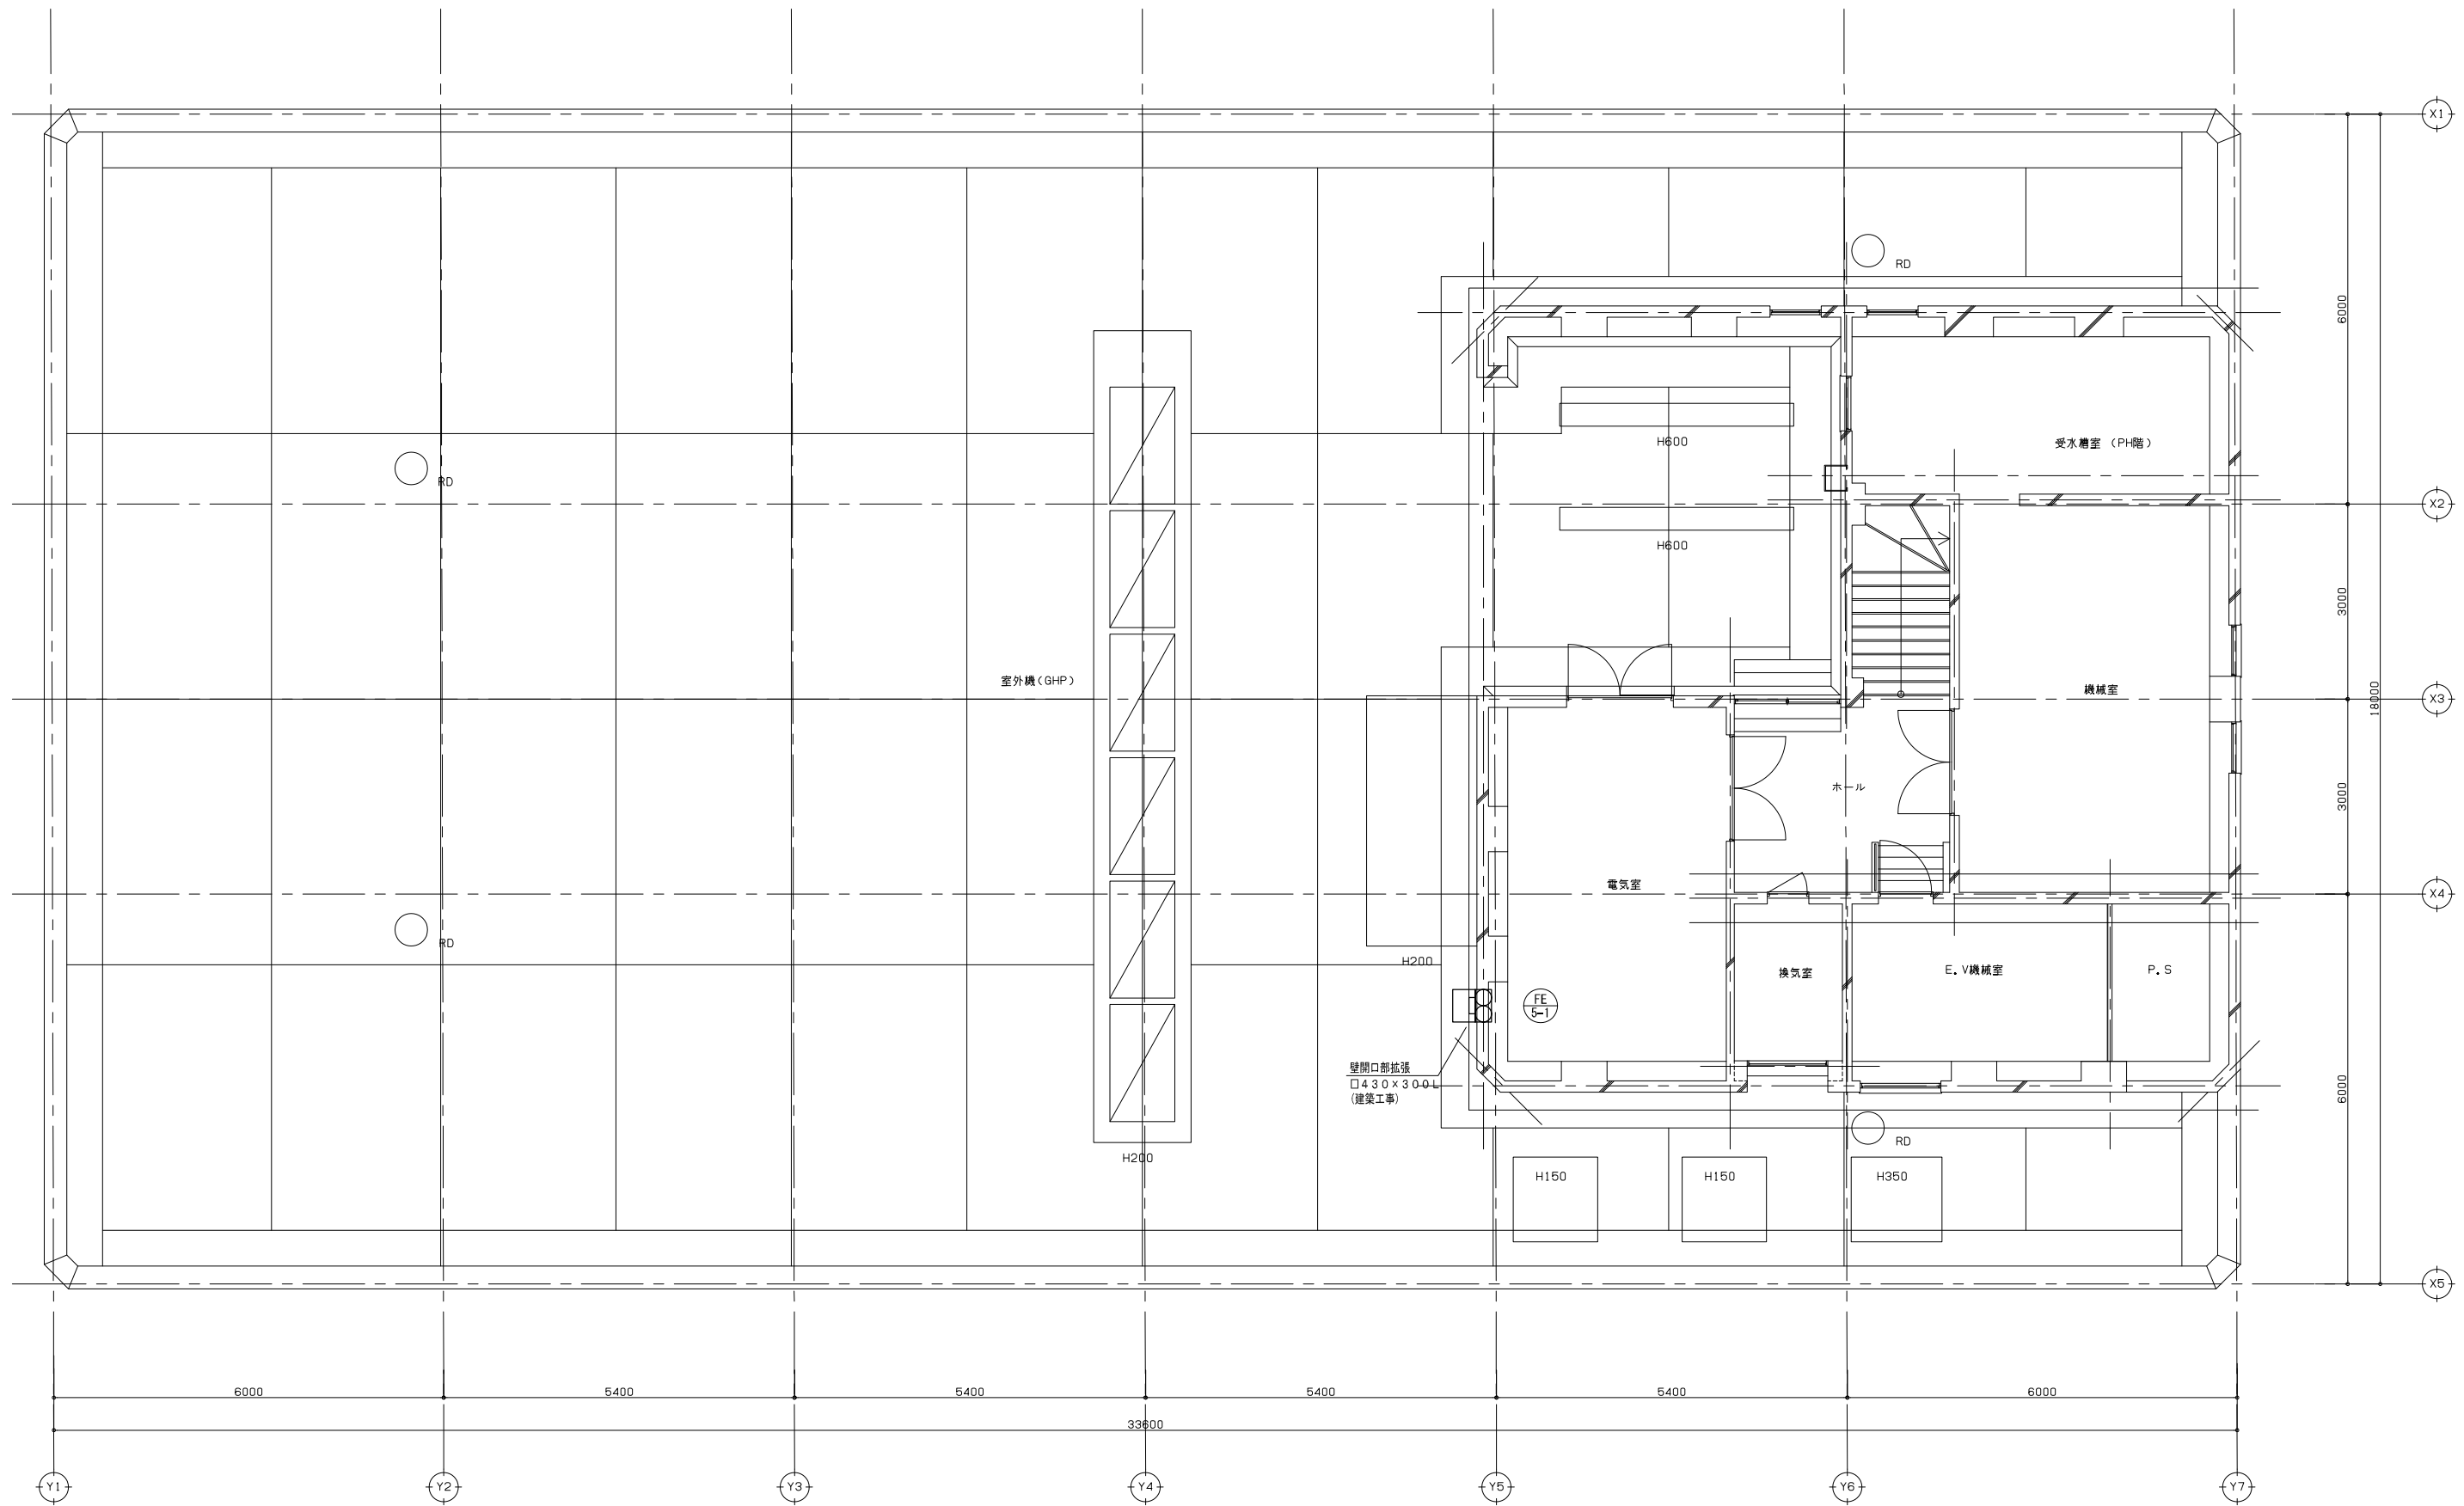 X1
RD
6000
H600
受水槽室 (PH階)
RD
X2
H600
3000
室外機(GHP)
機械室
18000
X3
ホール
3000
電気室
X4
RD
H200
換気室
E.V機械室
P.S
FE
5-1
壁開口部拡張
□430×300L
(建築工事)
6000
RD
H200
H150
H150
H350
X5
6000
5400
5400
5400
5400
6000
33600
Y1
Y2
Y3
Y4
Y5
Y6
Y7